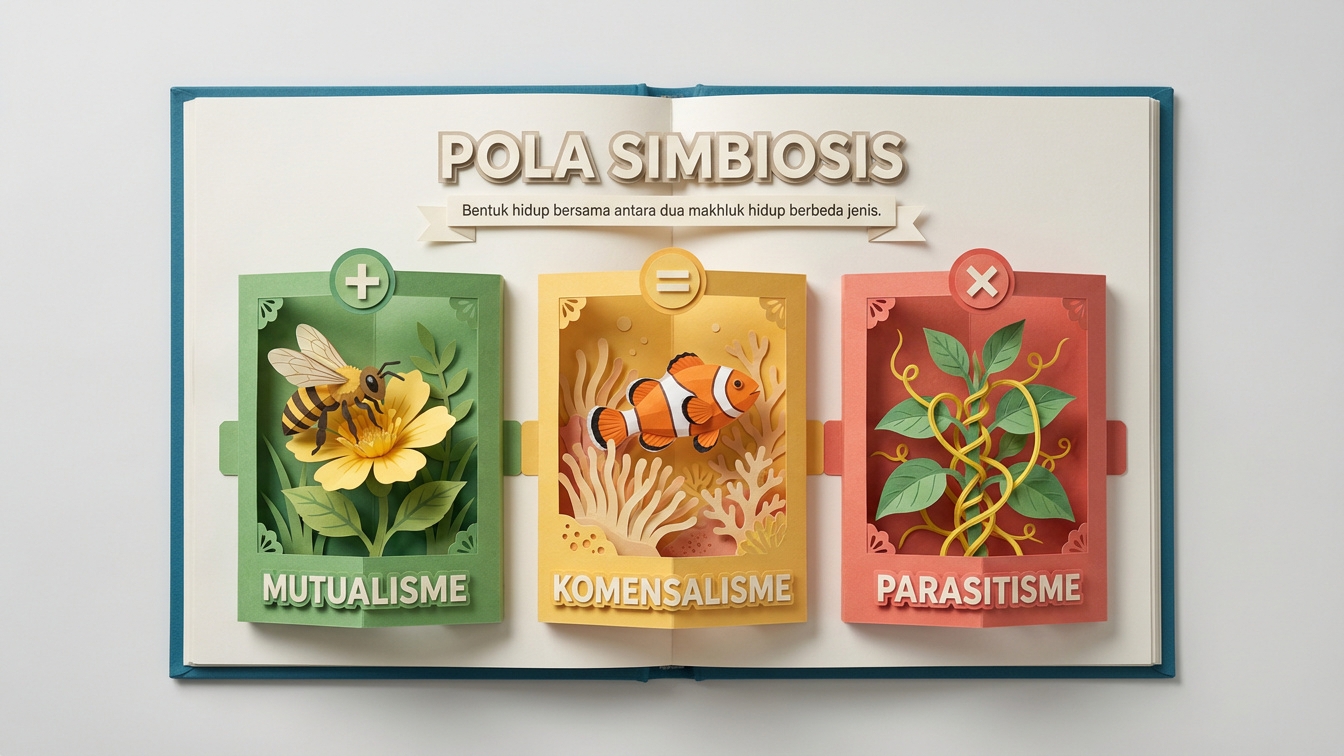 POLA SIMBIOSIS
Bentuk hidup bersama antara dua makhluk hidup berbeda jenis.
MUTUALISME
KOMENSALISME
PARASITISME